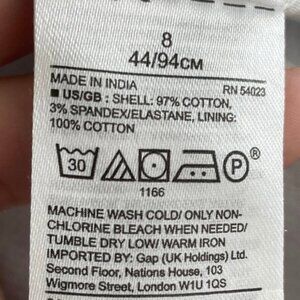 8
44/94CM
MADE IN INDIA RN 54023
■ US/GB : SHELL: 97% COTTON,
3% SPANDEX/ELASTANE, LINING:
100% COTTON
30 P ®
1166
MACHINE WASH COLD/ ONLY NON-
CHLORINE BLEACH WHEN NEEDED/
TUMBLE DRY LOW/ WARM IRON
IMPORTED BY: Gap (UK Holdings) Ltd.
Second Floor, Nations House, 103
Wigmore Street, London W1U 1QS